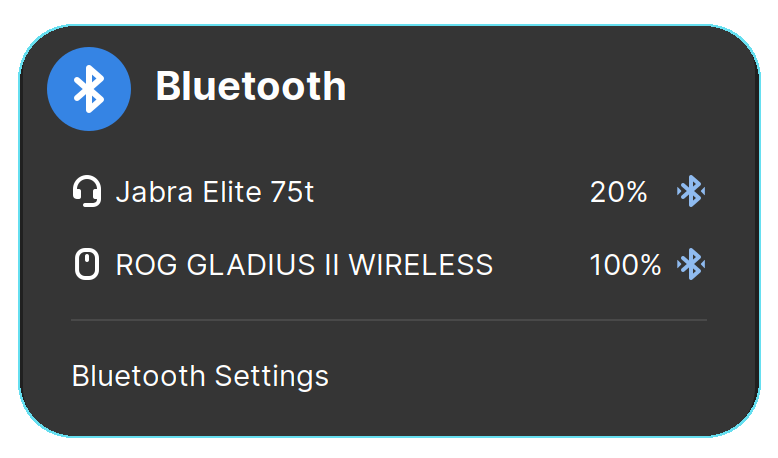 Bluetooth
Jabra Elite 75t 20%
ROG GLADIUS II WIRELESS 100%
Bluetooth Settings